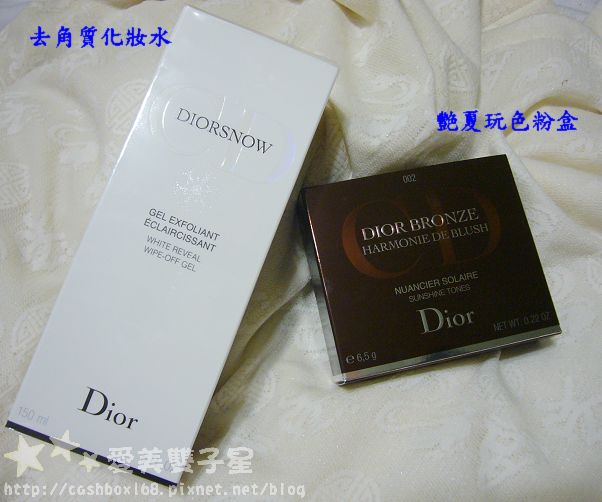 去角質化妝水
艷夏玩色粉盒
CD
DIORSNOW
GEL EXFOLIANT
ÉCLAIRCISSANT
WHITE REVEAL
WIPE-OFF GEL
Dior
150 ml
002
CD
DIOR BRONZE
HARMONIE DE BLUSH
NUANCIER SOLAIRE
SUNSHINE TONES
Dior
e 6,5 g
NET WT. 0.22 OZ.
愛美雙子星
http://cashbox168.pixnet.net/blog